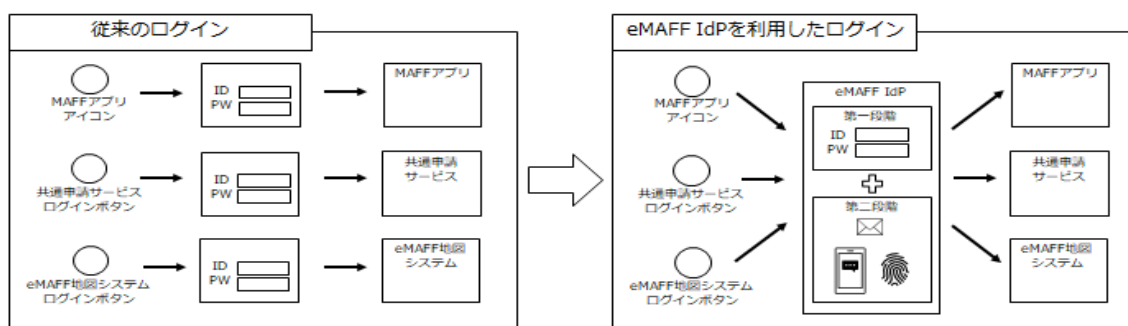 従来のログイン
MAFFアプリ
アイコン
ID
PW
MAFFアプリ
共通申請サービス
ログインボタン
ID
PW
共通申請
サービス
eMAFF地図システム
ログインボタン
ID
PW
eMAFF地図
システム
eMAFF IdPを利用したログイン
MAFFアプリ
アイコン
共通申請サービス
ログインボタン
eMAFF地図システム
ログインボタン
eMAFF IdP
第一段階
ID
PW
第二段階
MAFFアプリ
共通申請
サービス
eMAFF地図
システム